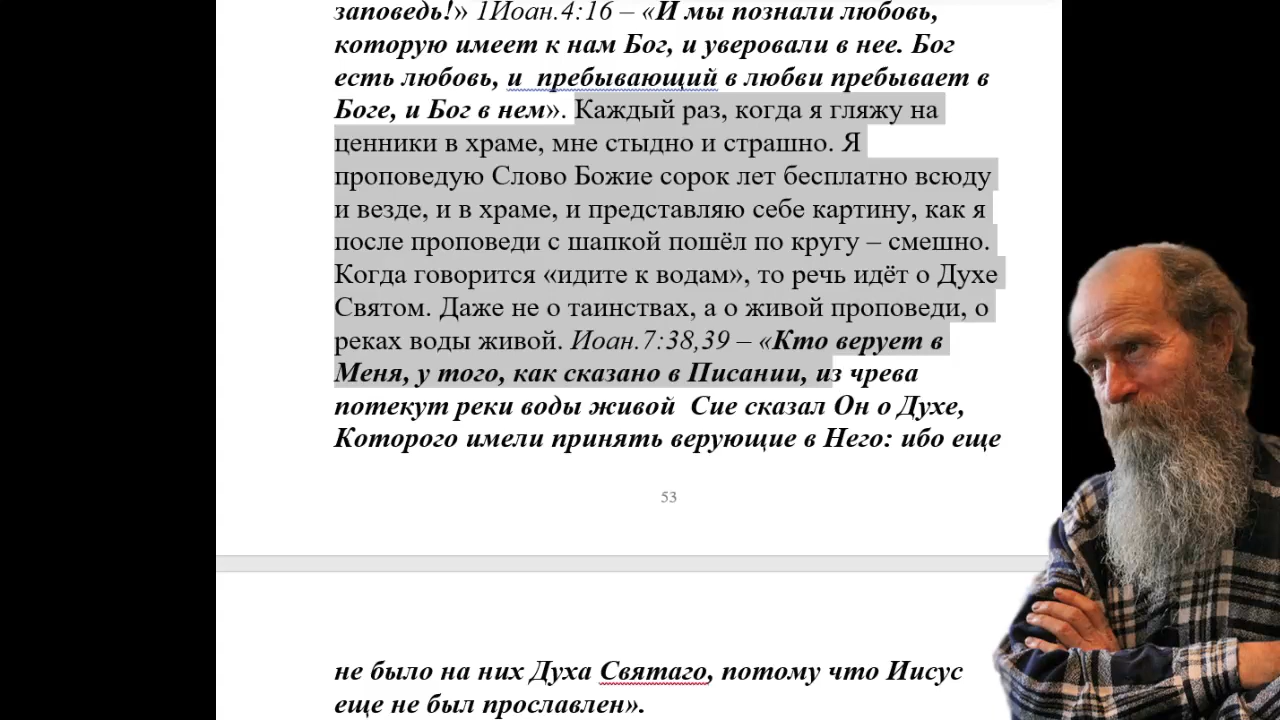 заповедь!» 1Иоан.4:16 – «И мы познали любовь,
которую имеет к нам Бог, и уверовали в нее. Бог
есть любовь, и  пребывающий в любви пребывает в
Боге, и Бог в нем». Каждый раз, когда я гляжу на
ценники в храме, мне стыдно и страшно. Я
проповедую Слово Божие сорок лет бесплатно всюду
и везде, и в храме, и представляю себе картину, как я
после проповеди с шапкой пошёл по кругу – смешно.
Когда говорится «идите к водам», то речь идёт о Духе
Святом. Даже не о таинствах, а о живой проповеди, о
реках воды живой. Иоан.7:38,39 – «Кто верует в
Меня, у того, как сказано в Писании, из чрева
потекут реки воды живой  Сие сказал Он о Духе,
Которого имели принять верующие в Него: ибо еще
53
не было на них Духа Святаго, потому что Иисус
еще не был прославлен».